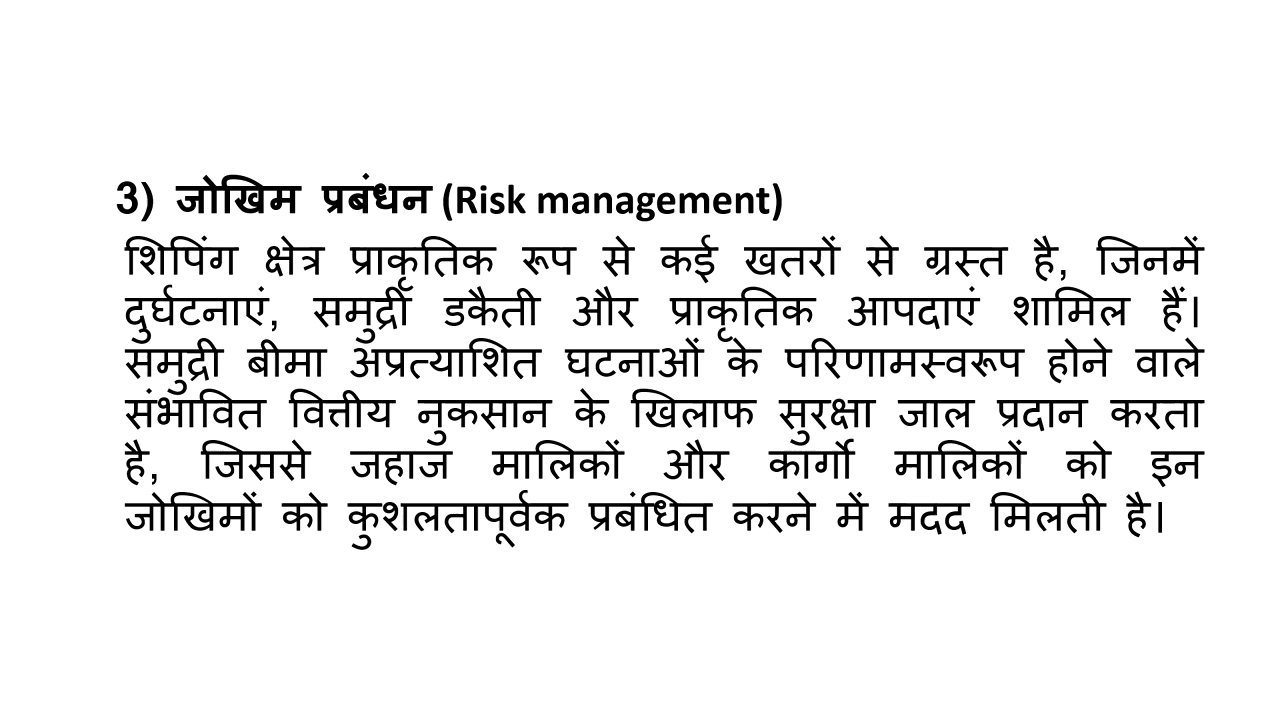 3) जोखिम प्रबंधन (Risk management)
शिपिंग क्षेत्र प्राकृतिक रूप से कई खतरों से ग्रस्त है, जिनमें
दुर्घटनाएं, समुद्री डकैती और प्राकृतिक आपदाएं शामिल हैं।
समुद्री बीमा अप्रत्याशित घटनाओं के परिणामस्वरूप होने वाले
संभावित वित्तीय नुकसान के खिलाफ सुरक्षा जाल प्रदान करता
है, जिससे जहाज मालिकों और कार्गो मालिकों को इन
जोखिमों को कुशलतापूर्वक प्रबंधित करने में मदद मिलती है।